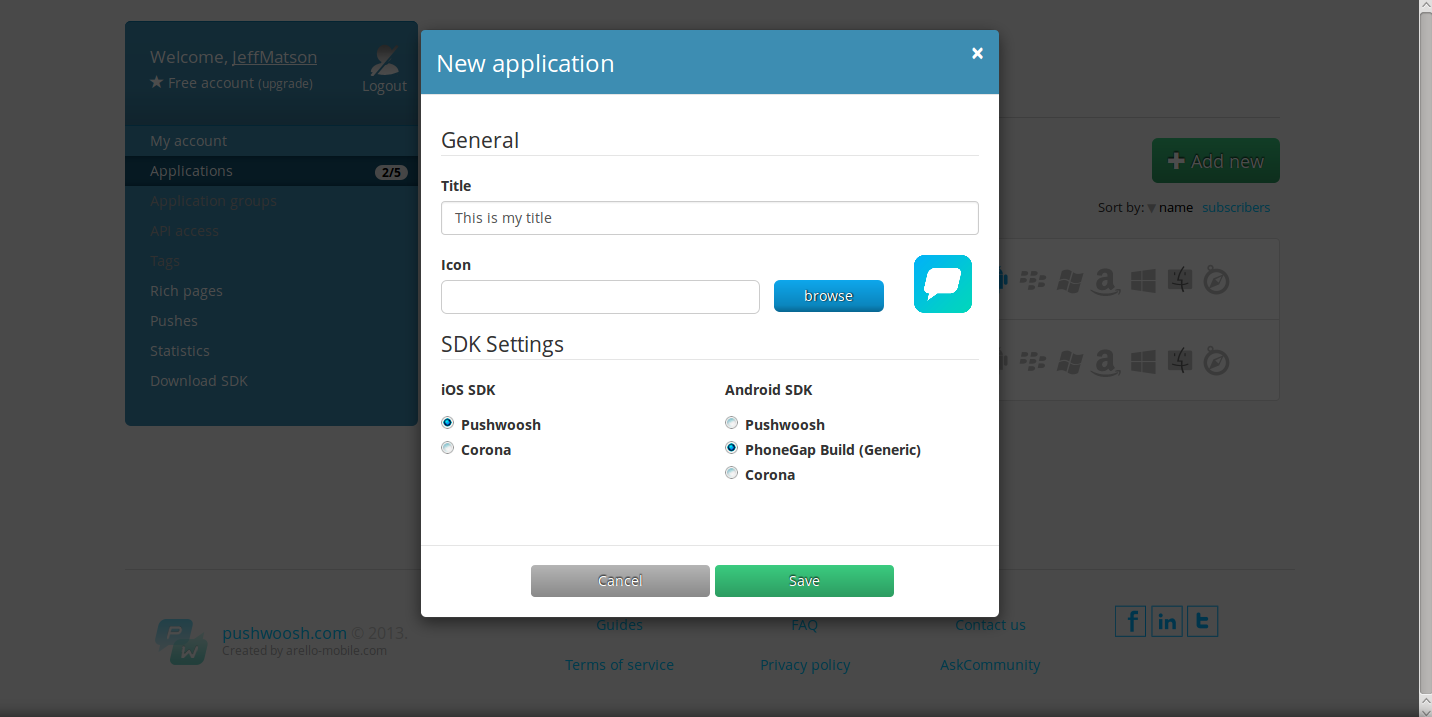 Welcome, JeffMatson
★ Free account (upgrade)
Logout
My account
Applications 2/5
Application groups
API access
Tags
Rich pages
Pushes
Statistics
Download SDK
New application
×
General
Title
This is my title
Icon
browse
SDK Settings
iOS SDK
Pushwoosh
Corona
Android SDK
Pushwoosh
PhoneGap Build (Generic)
Corona
Cancel
Save
Add new
Sort by: ▼ name subscribers
PW
pushwoosh.com © 2013.
Created by arello-mobile.com
Guides
FAQ
Contact us
Terms of service
Privacy policy
AskCommunity